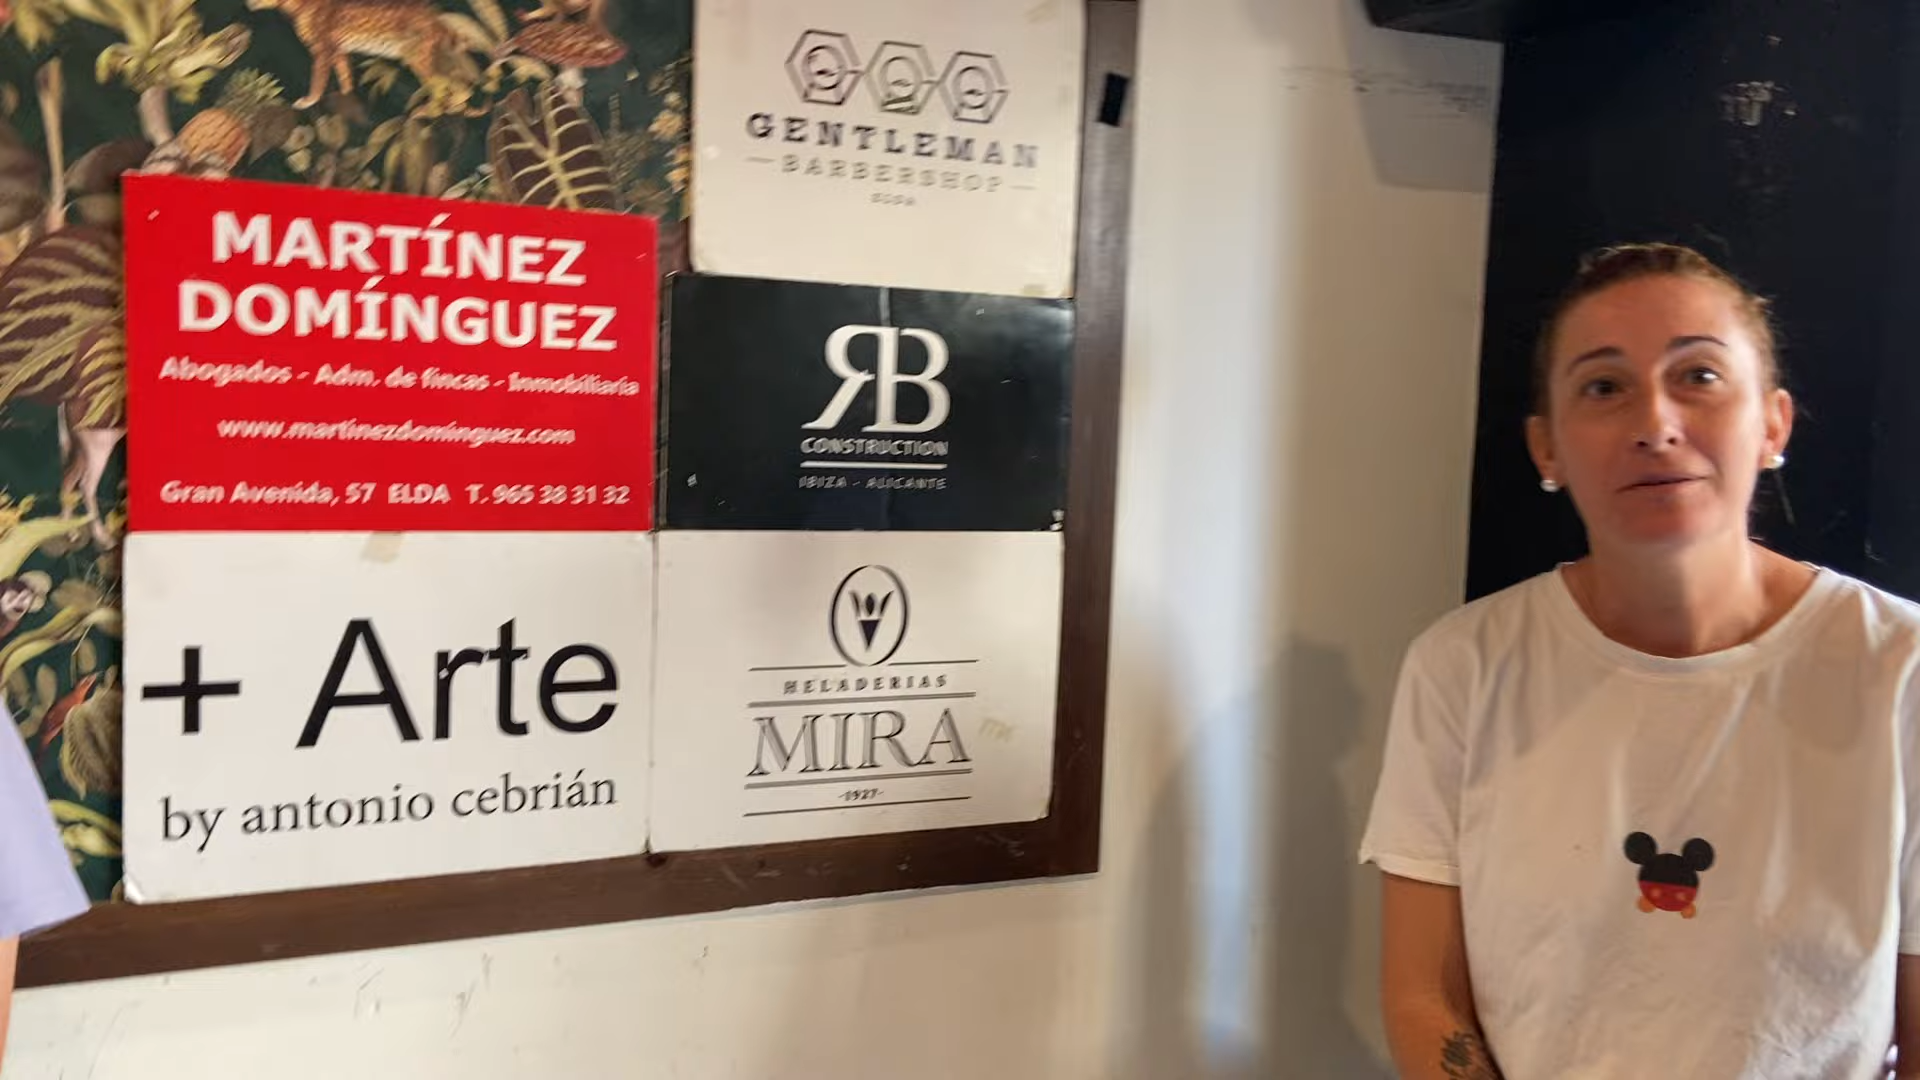 GENTLEMAN
BARBERSHOP
ELDA
MARTÍNEZ
DOMÍNGUEZ
Abogados - Adm. de fincas - Inmobiliaria
www.martinezdominguez.com
Gran Avenida, 57 ELDA T. 965 38 31 32
RB
CONSTRUCTION
IBIZA - ALICANTE
+ Arte
by antonio cebrián
HELADERIAS
MIRA
-1927-